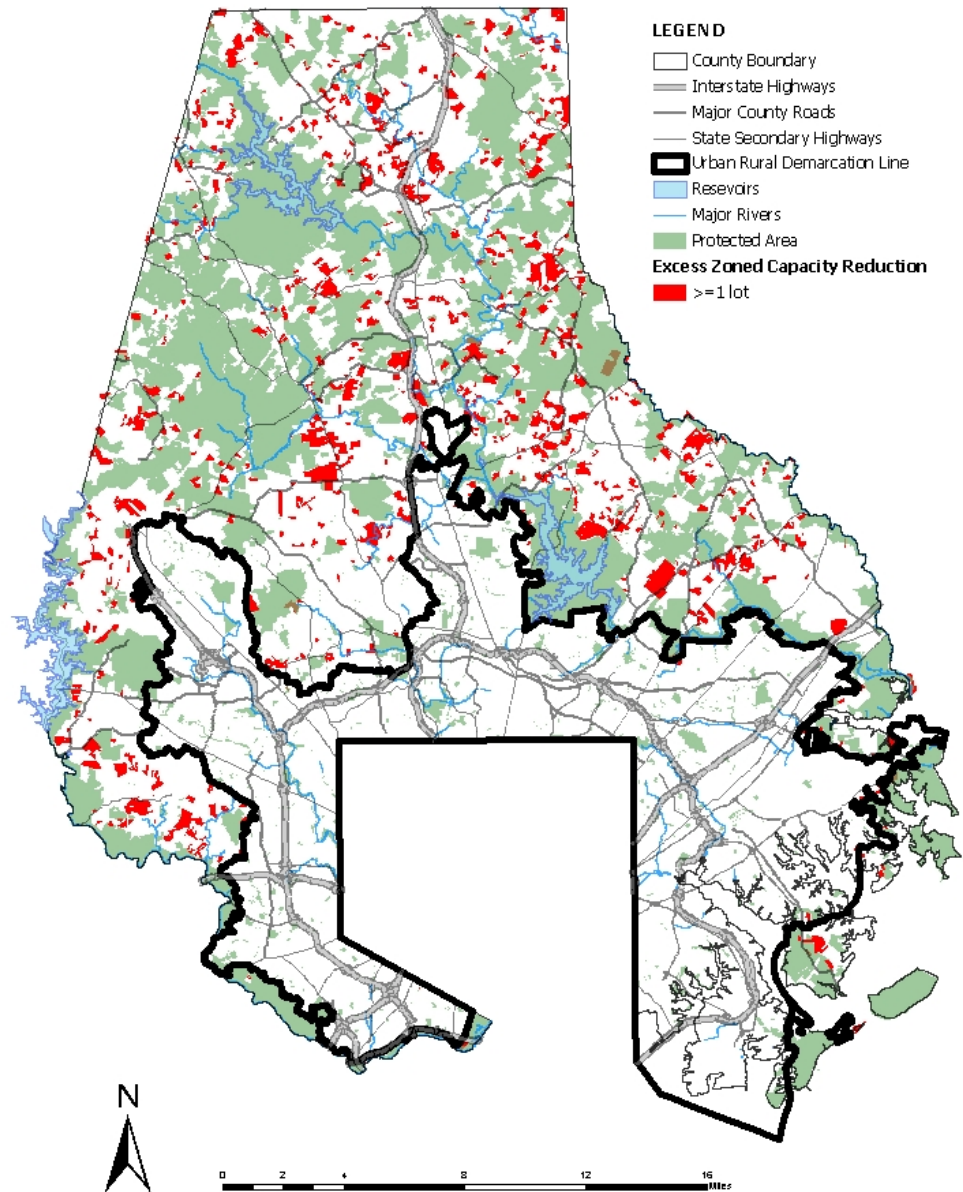 LEGEND
County Boundary
Interstate Highways
Major County Roads
State Secondary Highways
Urban Rural Demarcation Line
Resevoirs
Major Rivers
Protected Area
Excess Zoned Capacity Reduction
>=1 lot
N
0 2 4 8 12 16
Miles